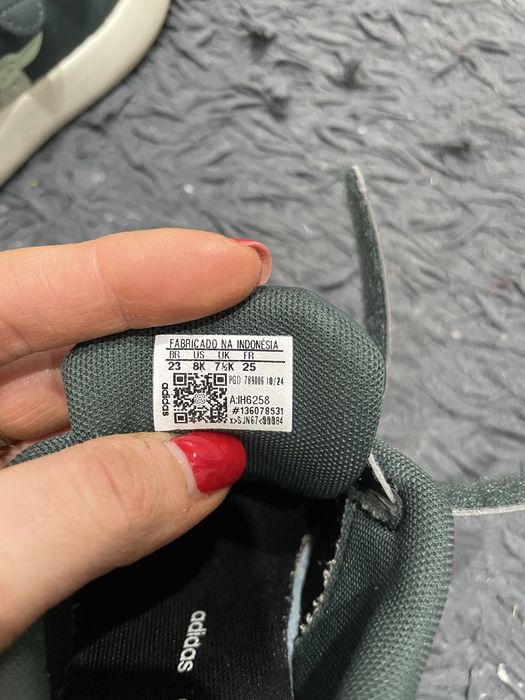 FABRICADO NA INDONÉSIA
BR US UK FR
23 8K 7½K 25
PGD 789006 10/24
adidas
A:IH6258
#136078531
adidas